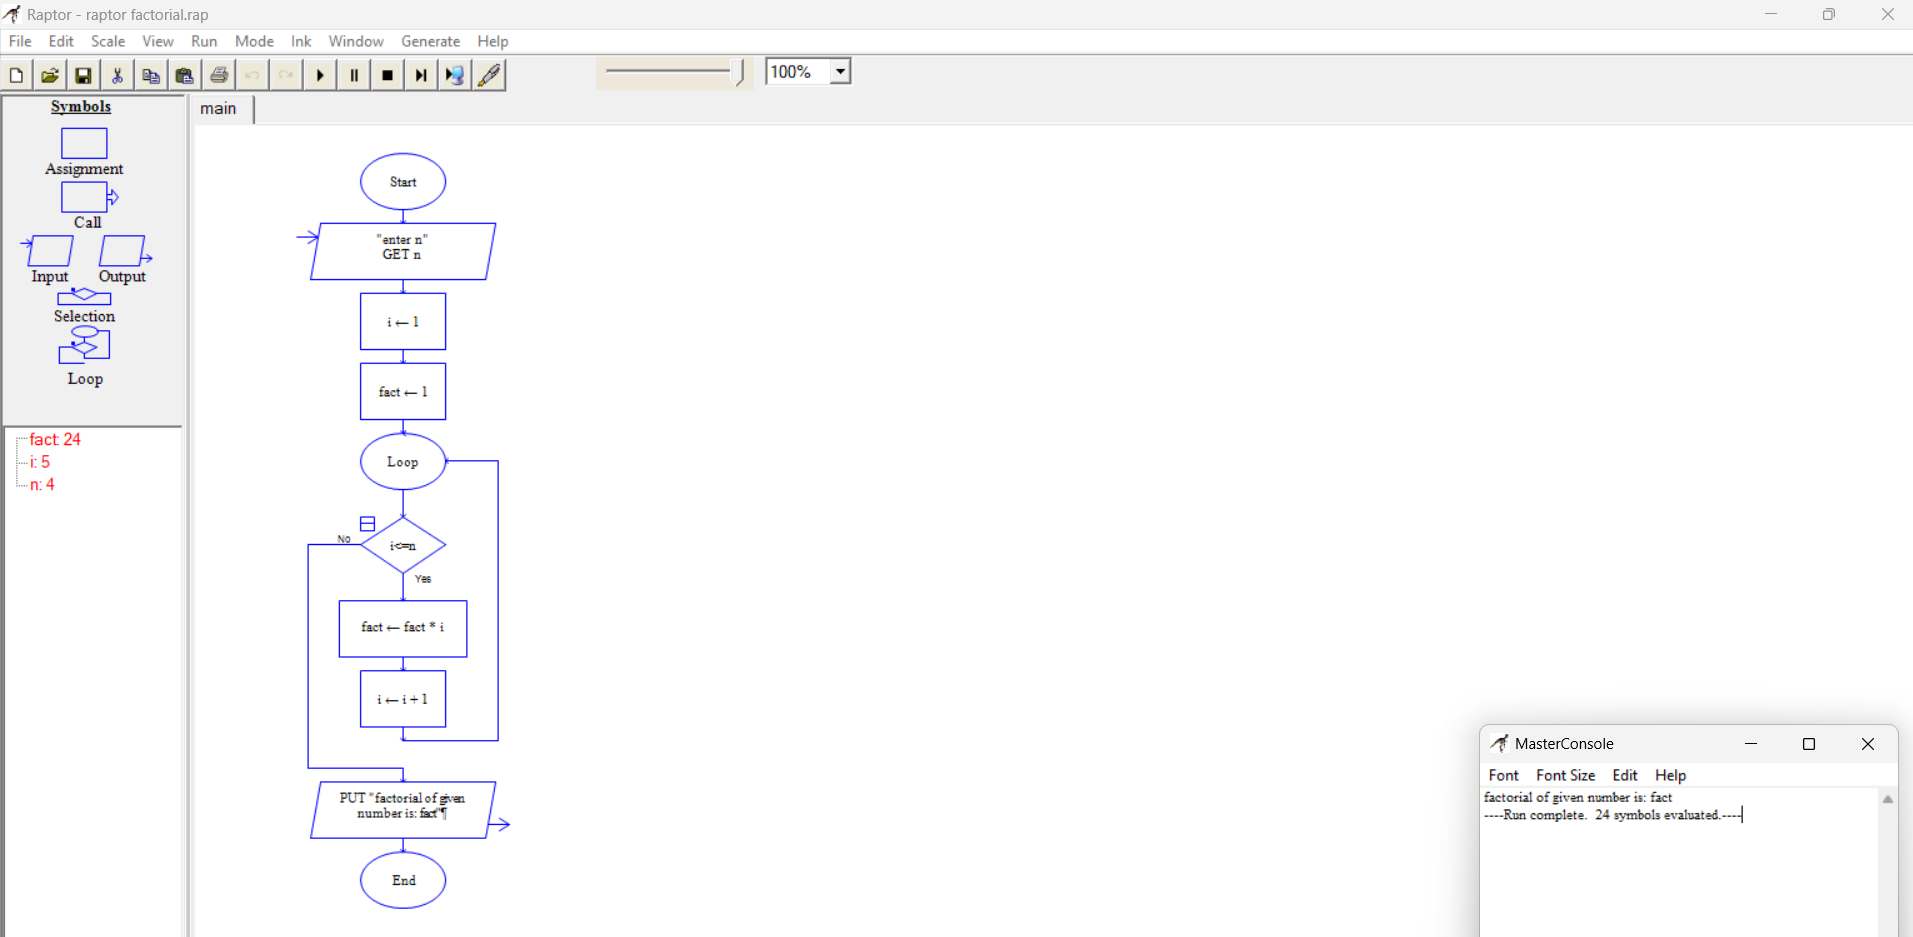 Raptor - raptor factorial.rap
File Edit Scale View Run Mode Ink Window Generate Help
100%
Symbols
Assignment
Call
Input Output
Selection
Loop
fact: 24
i: 5
n: 4
main
Start
"enter n"
GET n
i ← 1
fact ← 1
Loop
i<=n
No
Yes
fact ← fact * i
i ← i + 1
PUT "factorial of given
number is: fact"¶
End
MasterConsole
Font Font Size Edit Help
factorial of given number is: fact
----Run complete.  24 symbols evaluated.----